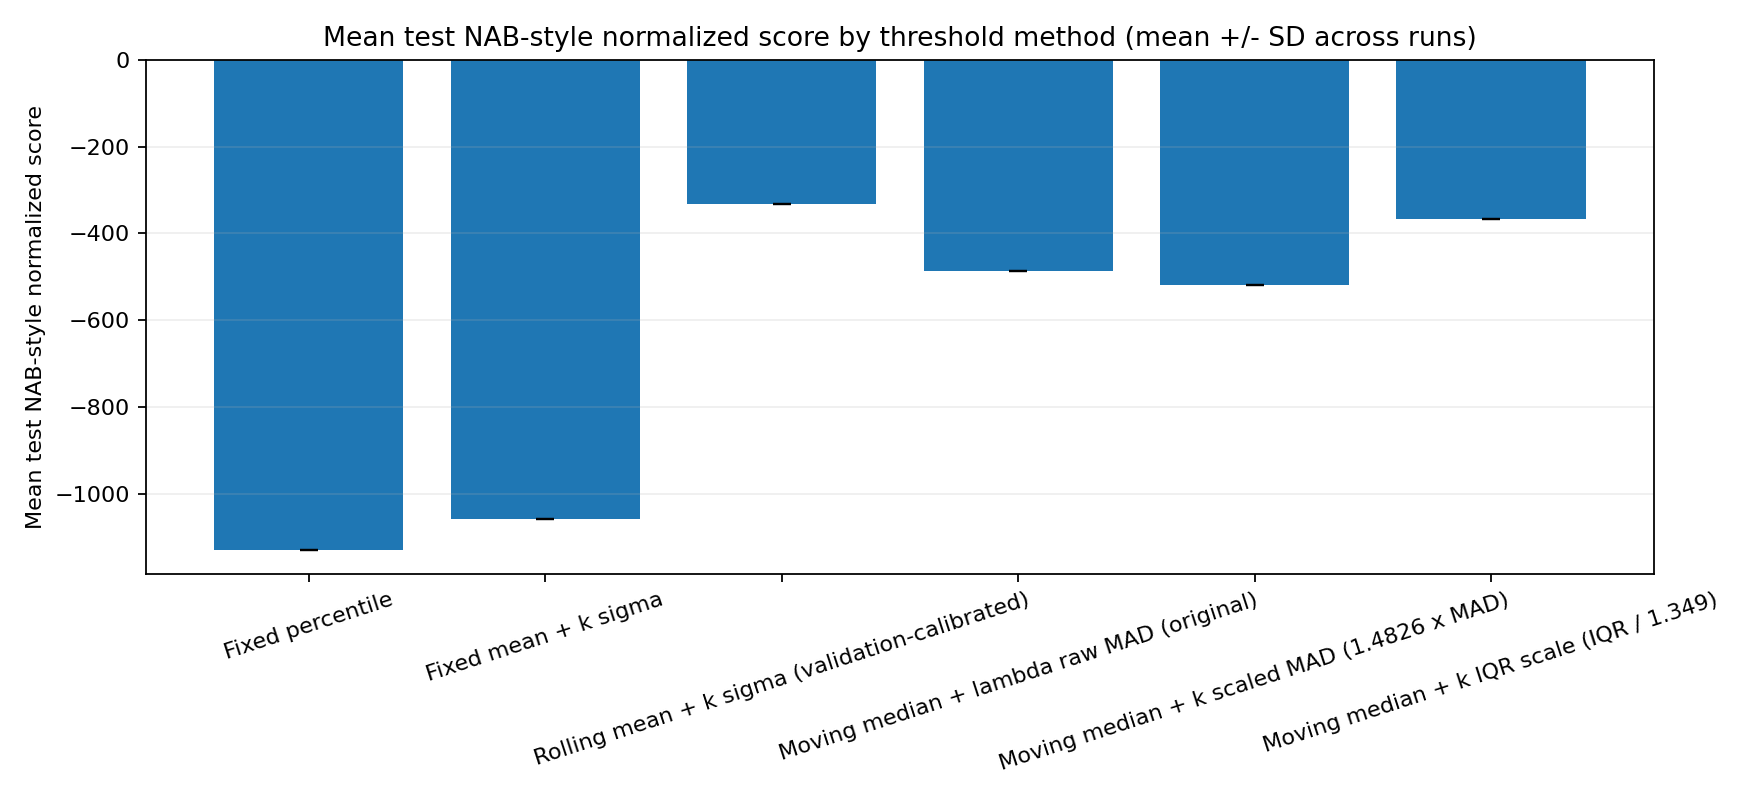 Mean test NAB-style normalized score by threshold method (mean +/- SD across runs)
Mean test NAB-style normalized score
0
−200
−400
−600
−800
−1000
Fixed percentile
Fixed mean + k sigma
Rolling mean + k sigma (validation-calibrated)
Moving median + lambda raw MAD (original)
Moving median + k scaled MAD (1.4826 x MAD)
Moving median + k IQR scale (IQR / 1.349)